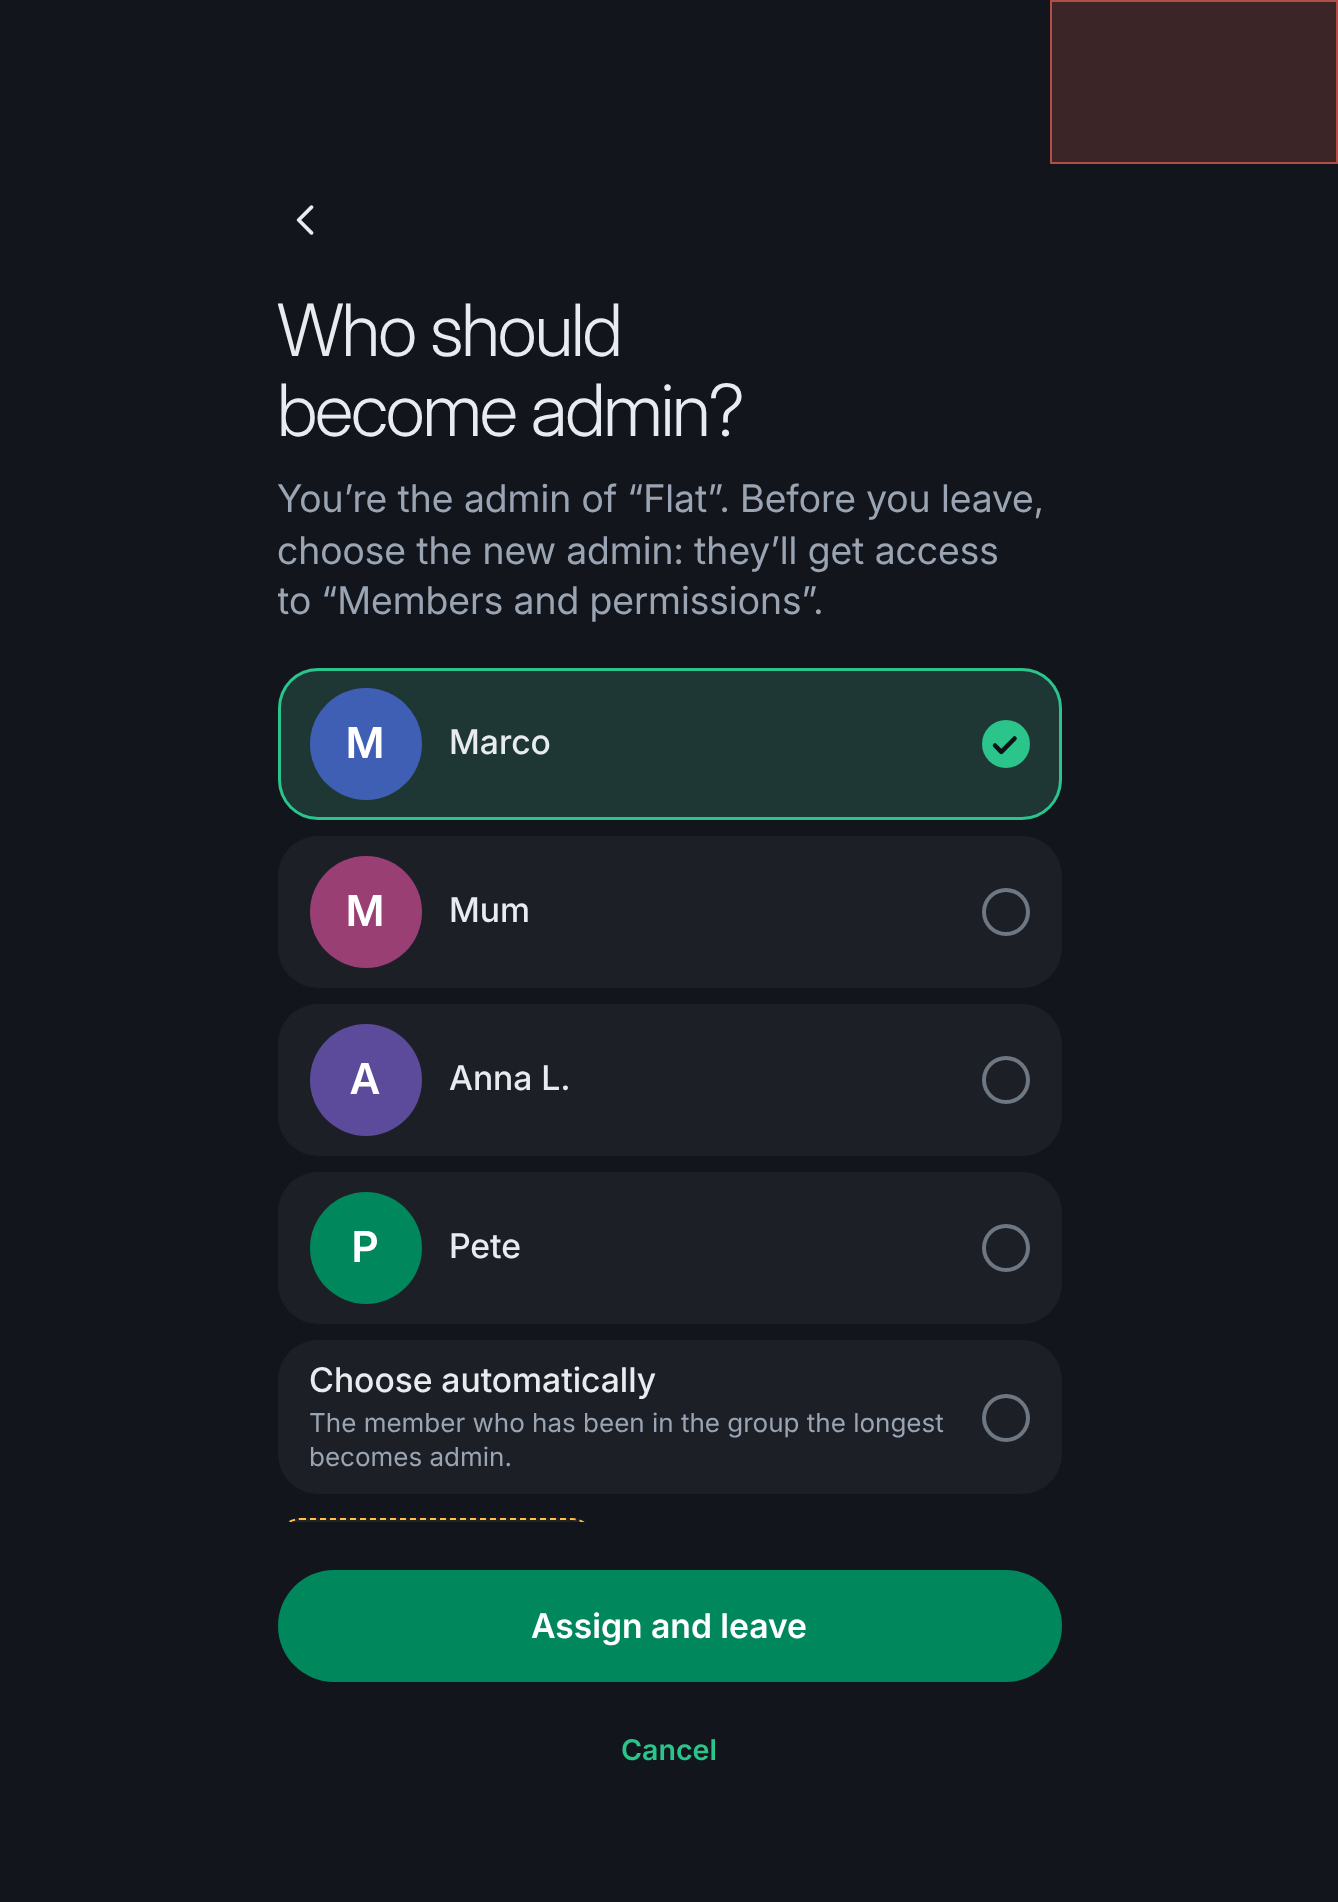 Who should
become admin?
You’re the admin of “Flat”. Before you leave,
choose the new admin: they’ll get access
to “Members and permissions”.
M Marco
M Mum
A Anna L.
P Pete
Choose automatically
The member who has been in the group the longest
becomes admin.
Assign and leave
Cancel